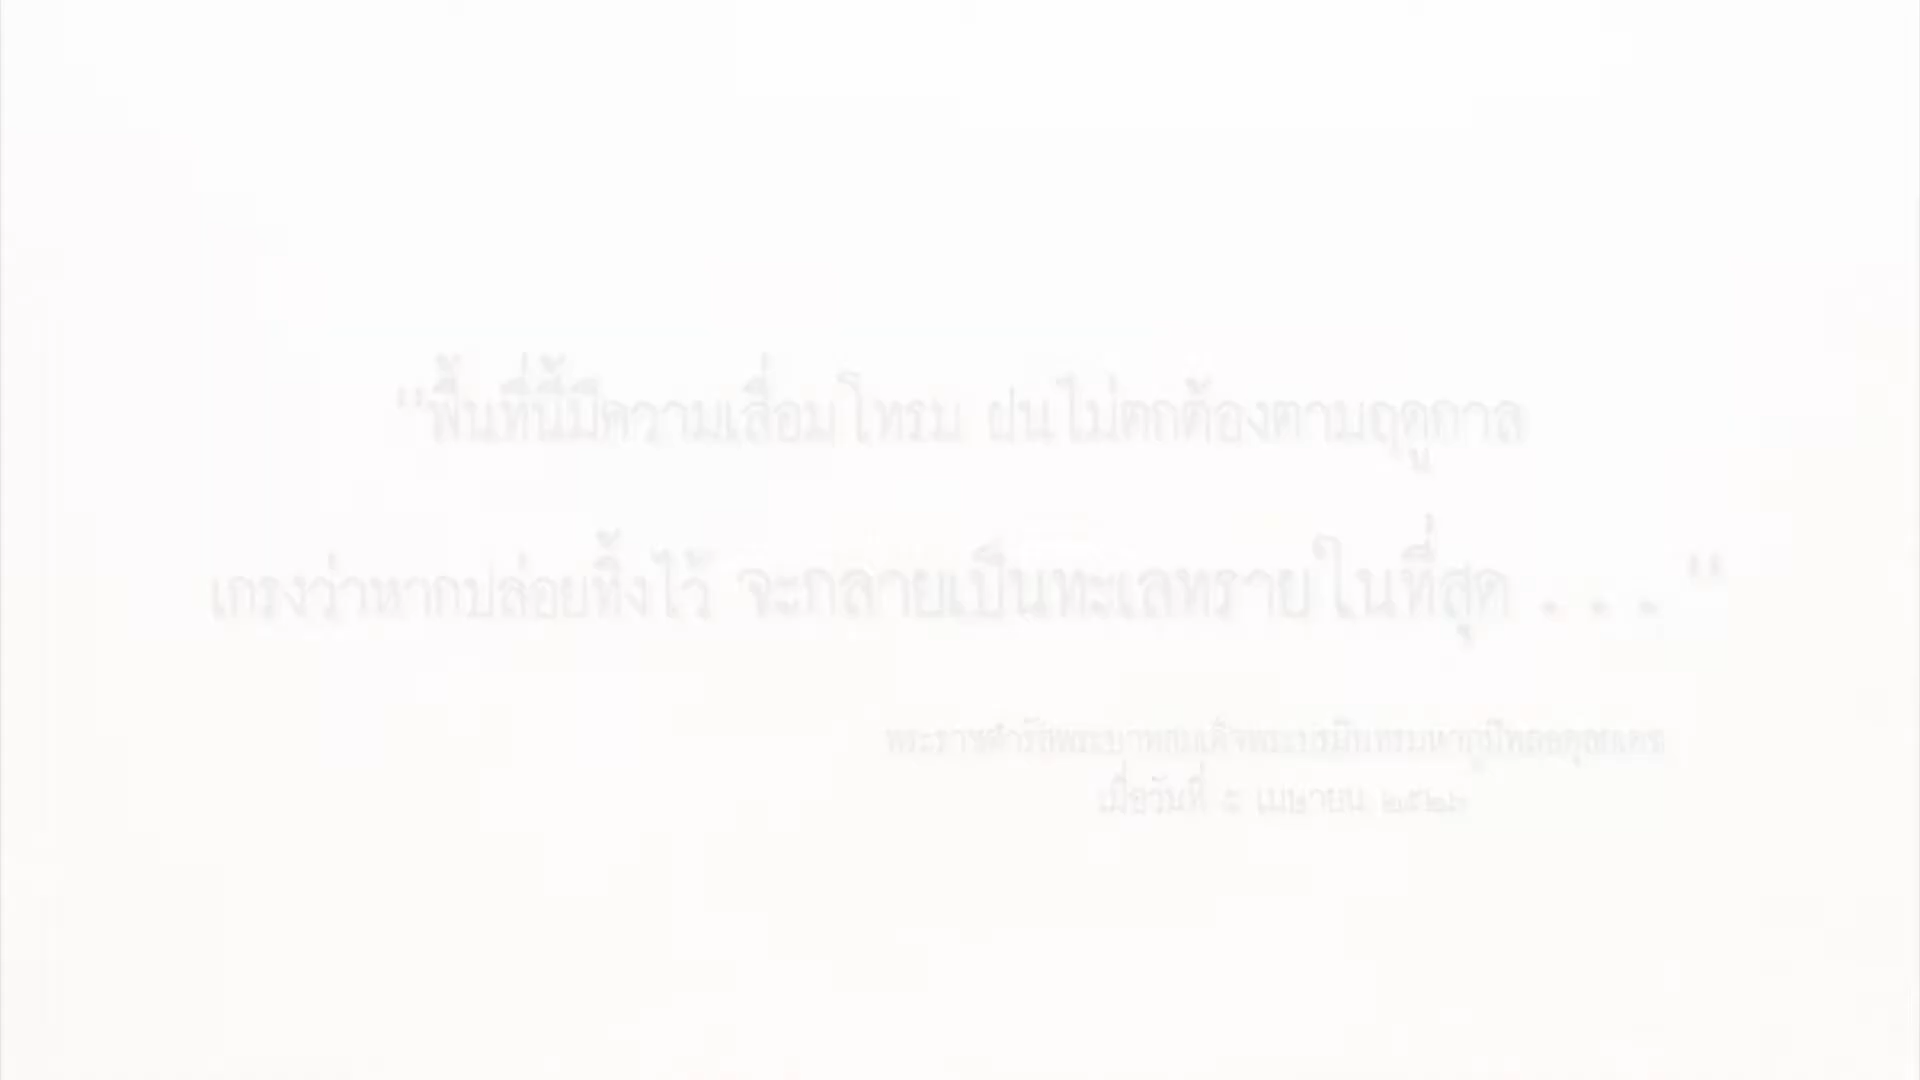 "พื้นที่นี้มีความเสื่อมโทรม ฝนไม่ตกต้องตามฤดูกาล
เกรงว่าหากปล่อยทิ้งไว้ จะกลายเป็นทะเลทรายในที่สุด . . . "
พระราชดำรัสพระบาทสมเด็จพระบรมินทรมหาภูมิพลอดุลยเดช
เมื่อวันที่ ๕ เมษายน